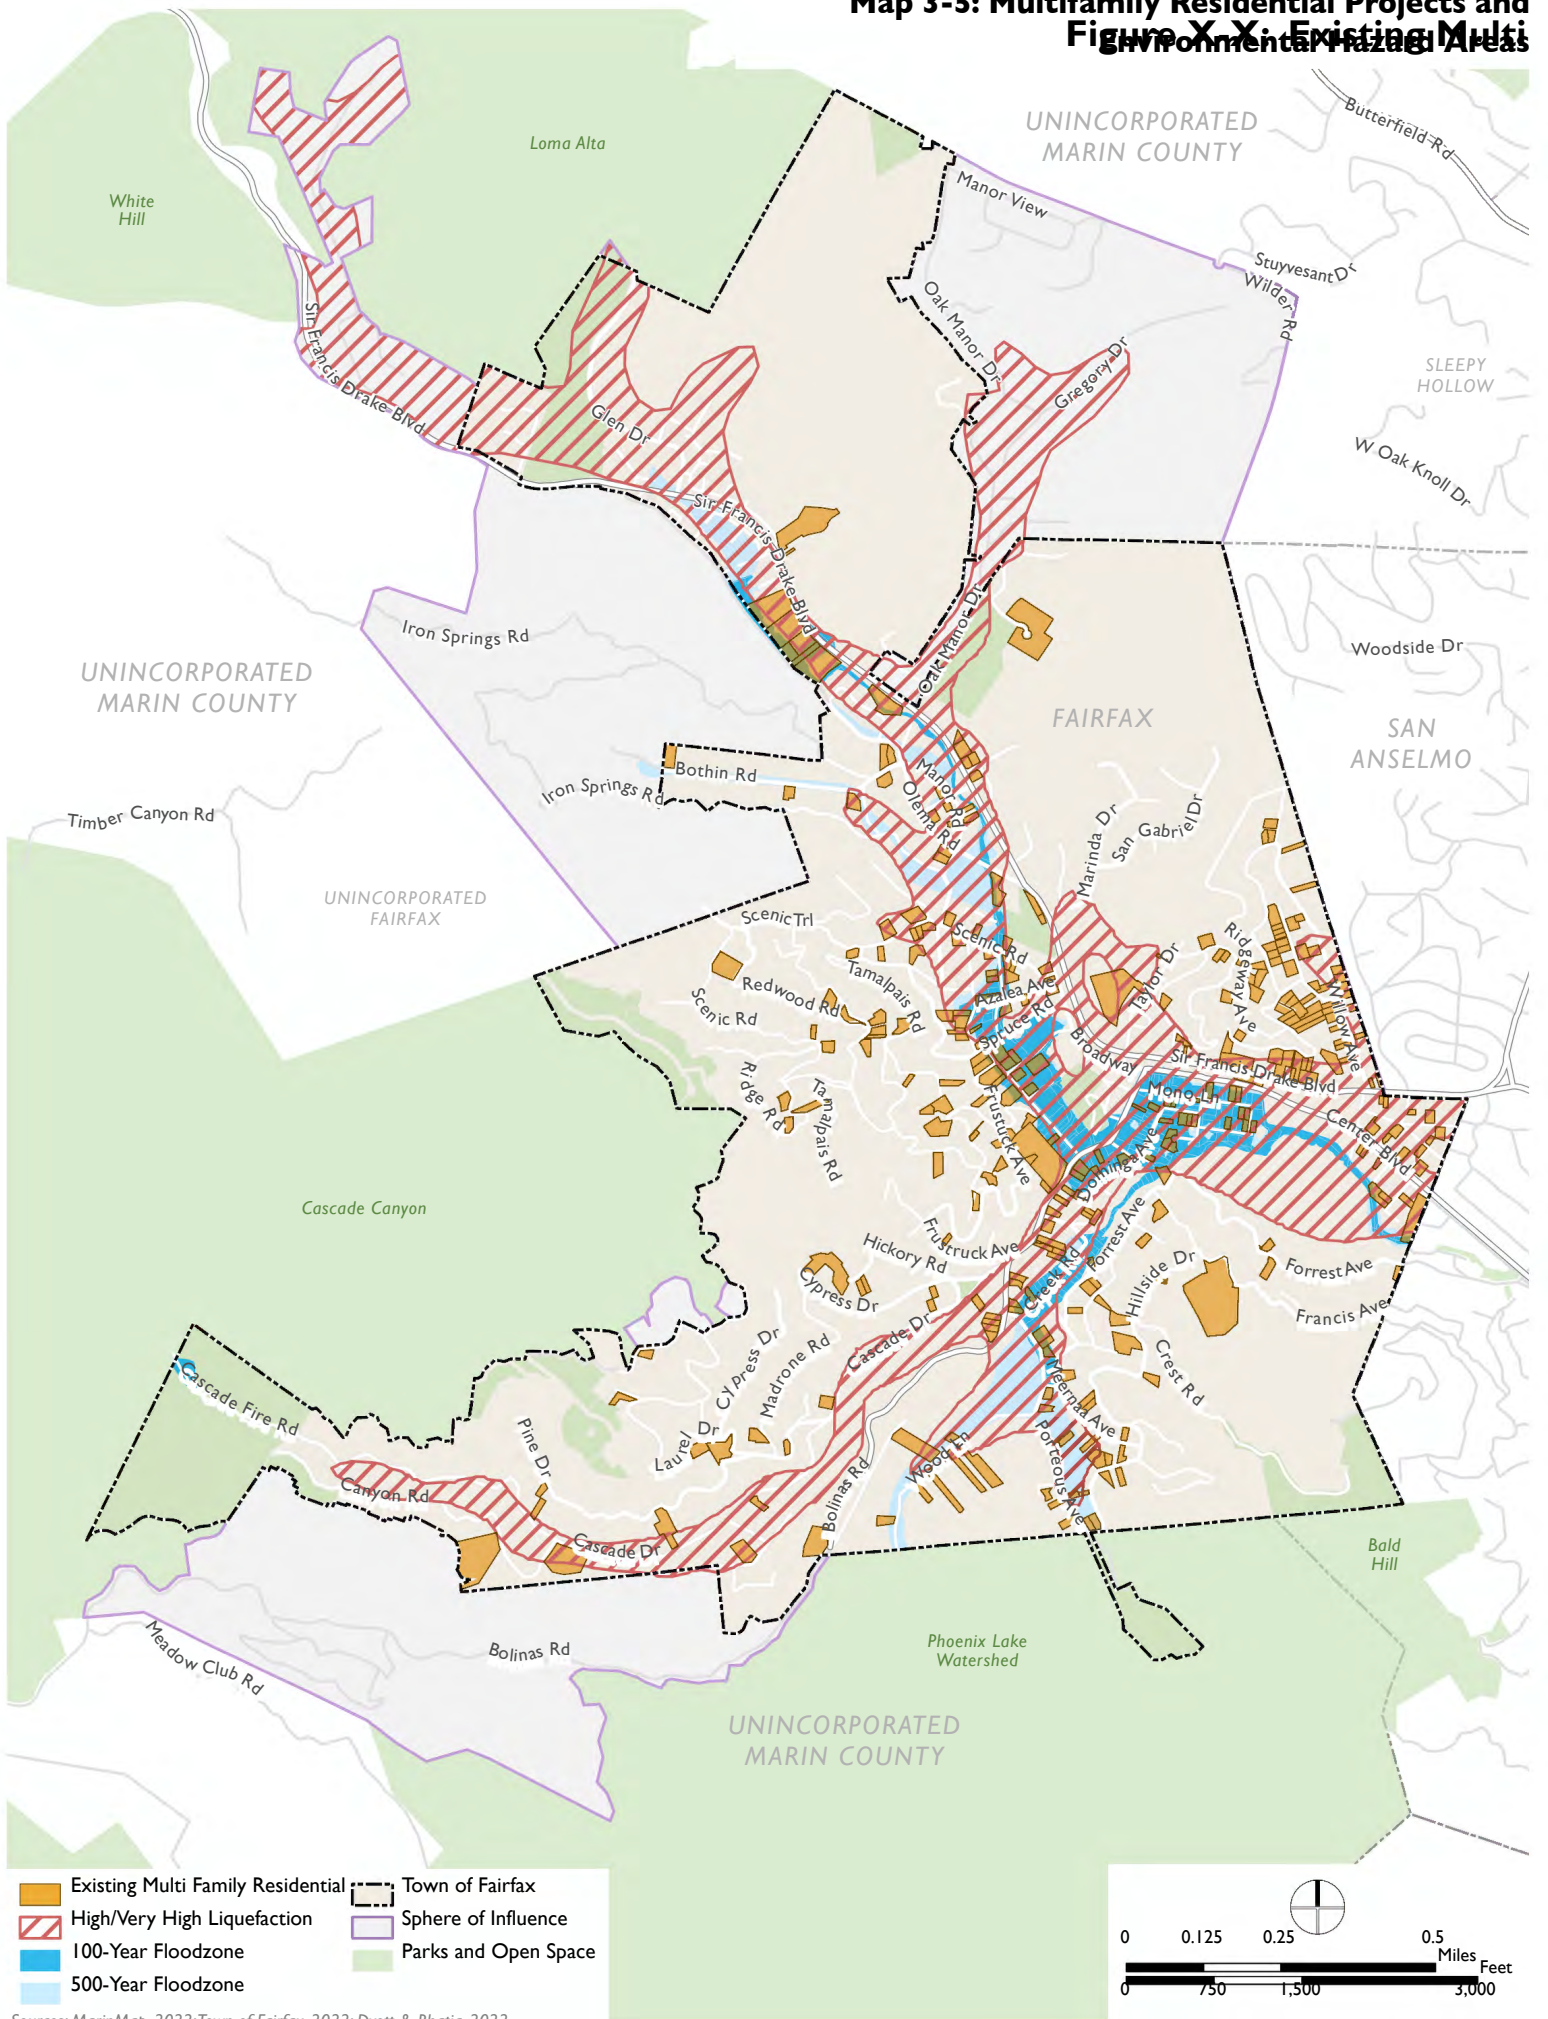 Map 3-5: Multifamily Residential Projects and
Environmental Hazard Areas
Figure X-X: Existing Multi
UNINCORPORATED
MARIN COUNTY
Butterfield Rd
Loma Alta
White
Hill
Manor View
Stuyvesant Dr
Wilder Rd
Oak Manor Dr
Gregory Dr
SLEEPY
HOLLOW
Sir Francis Drake Blvd
Glen Dr
W Oak Knoll Dr
Sir Francis Drake Blvd
Iron Springs Rd
Oak Manor Dr
Woodside Dr
UNINCORPORATED
MARIN COUNTY
FAIRFAX
SAN
ANSELMO
Bothin Rd
Iron Springs Rd
Manor Rd
Olema Rd
Timber Canyon Rd
Marinda Dr
San Gabriel Dr
UNINCORPORATED
FAIRFAX
Scenic Trl
Scenic Rd
Ridgeway Ave
Tamalpais Rd
Taylor Dr
Redwood Rd
Scenic Rd
Azalea Ave
Spruce Rd
Willow Ave
Broadway
Sir Francis Drake Blvd
Ridge Rd
Tamalpais Rd
Mono Ln
Frustuck Ave
Center Blvd
Dominga Ave
Cascade Canyon
Frustruck Ave
Hickory Rd
Forrest Ave
Creek Rd
Hillside Dr
Forrest Ave
Cypress Dr
Francis Ave
Cascade Dr
Cypress Dr
Madrone Rd
Crest Rd
Cascade Fire Rd
Meernaa Ave
Pine Dr
Laurel Dr
Wood Ln
Porteous Ave
Canyon Rd
Bolinas Rd
Cascade Dr
Bald
Hill
Meadow Club Rd
Bolinas Rd
Phoenix Lake
Watershed
UNINCORPORATED
MARIN COUNTY
Existing Multi Family Residential
High/Very High Liquefaction
100-Year Floodzone
500-Year Floodzone
Town of Fairfax
Sphere of Influence
Parks and Open Space
0 0.125 0.25 0.5
Miles
Feet
0 750 1,500 3,000